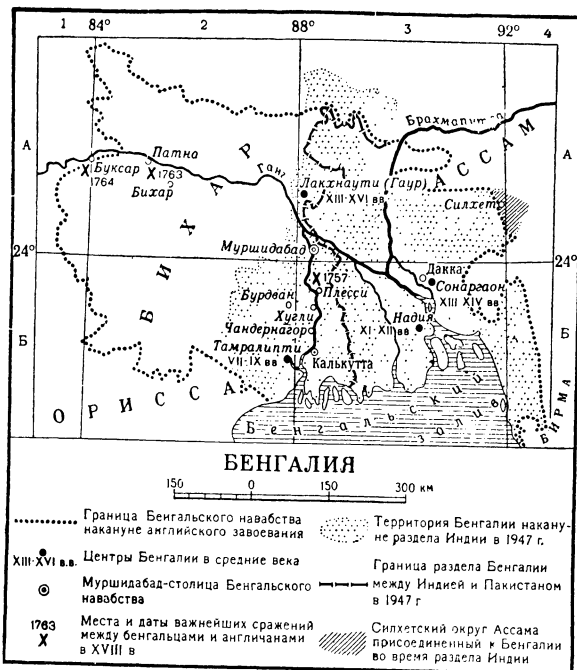 1 84° 2 88° 3 92° 4
Брахмапутра
А А
АССАМ
Патна
Ганг
Буксар 1763
1764
Бихар
Лакхнаути (Гаур)
XIII-XVI вв
Силхет
БИХАР
24° 24°
Муршидабад
Дакка
1757
Сонаргаон
Плесси
XIII XIV вв
Бурдван
Хугли
Надия
XI-XII вв
Чандернагор
Б Б
Тамралипти
VII-IX вв
Калькутта
ОРИССА
Бенгальский
залив
БИРМА
БЕНГАЛИЯ
150 0 150 300 км
Граница Бенгальского навабства
накануне английского завоевания
XIII-XVI в.в. Центры Бенгалии в средние века
Муршидабад-столица Бенгальского
навабства
1763 Места и даты важнейших сражений
между бенгальцами и англичанами
в XVIII в
Территория Бенгалии накану-
не раздела Индии в 1947 г.
Граница раздела Бенгалии
между Индией и Пакистаном
в 1947 г
Силхетский округ Ассама
присоединенный к Бенгалии
во время раздела Индии